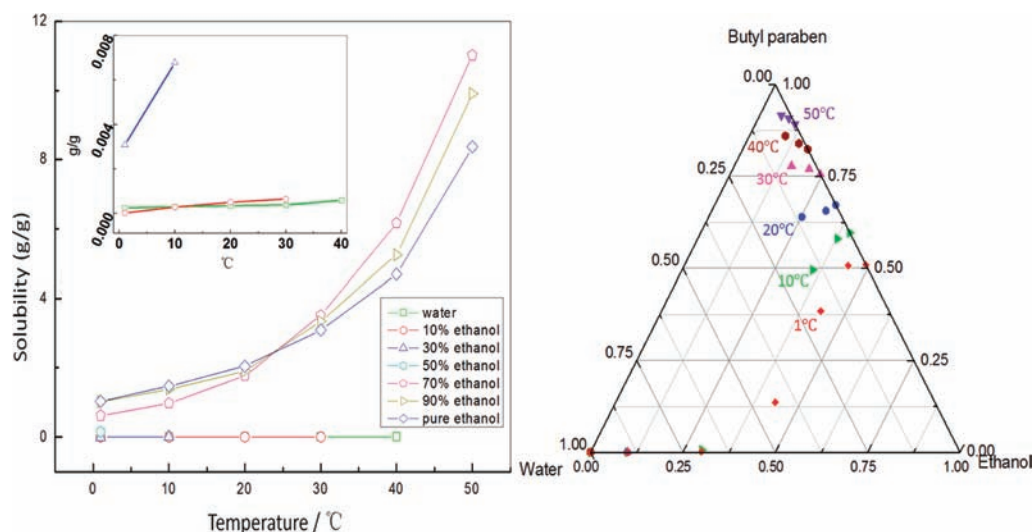 12
8
4
0
Solubility (g/g)
0
10
20
30
40
50
Temperature / ℃
0.008
0.004
0.000
g/g
0
10
20
30
40
℃
water
10% ethanol
30% ethanol
50% ethanol
70% ethanol
90% ethanol
pure ethanol
Butyl paraben
0.00
1.00
50°C
40°C
0.25
30°C
0.75
20°C
0.50
10°C
0.50
1°C
0.75
0.25
1.00
0.00
Water
Ethanol
0.00
0.25
0.50
0.75
1.00